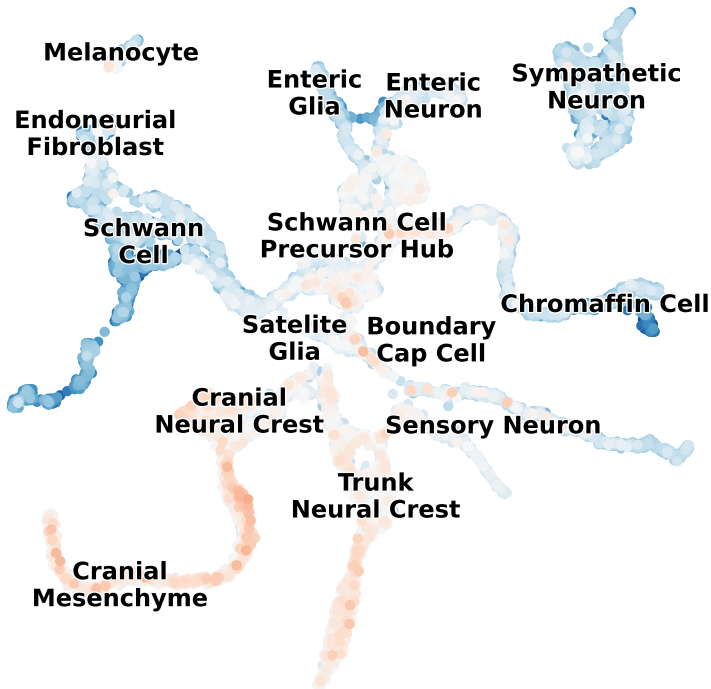 Melanocyte
Enteric
Glia
Enteric
Neuron
Sympathetic
Neuron
Endoneurial
Fibroblast
Schwann
Cell
Schwann Cell
Precursor Hub
Chromaffin Cell
Satelite
Glia
Boundary
Cap Cell
Cranial
Neural Crest
Sensory Neuron
Trunk
Neural Crest
Cranial
Mesenchyme